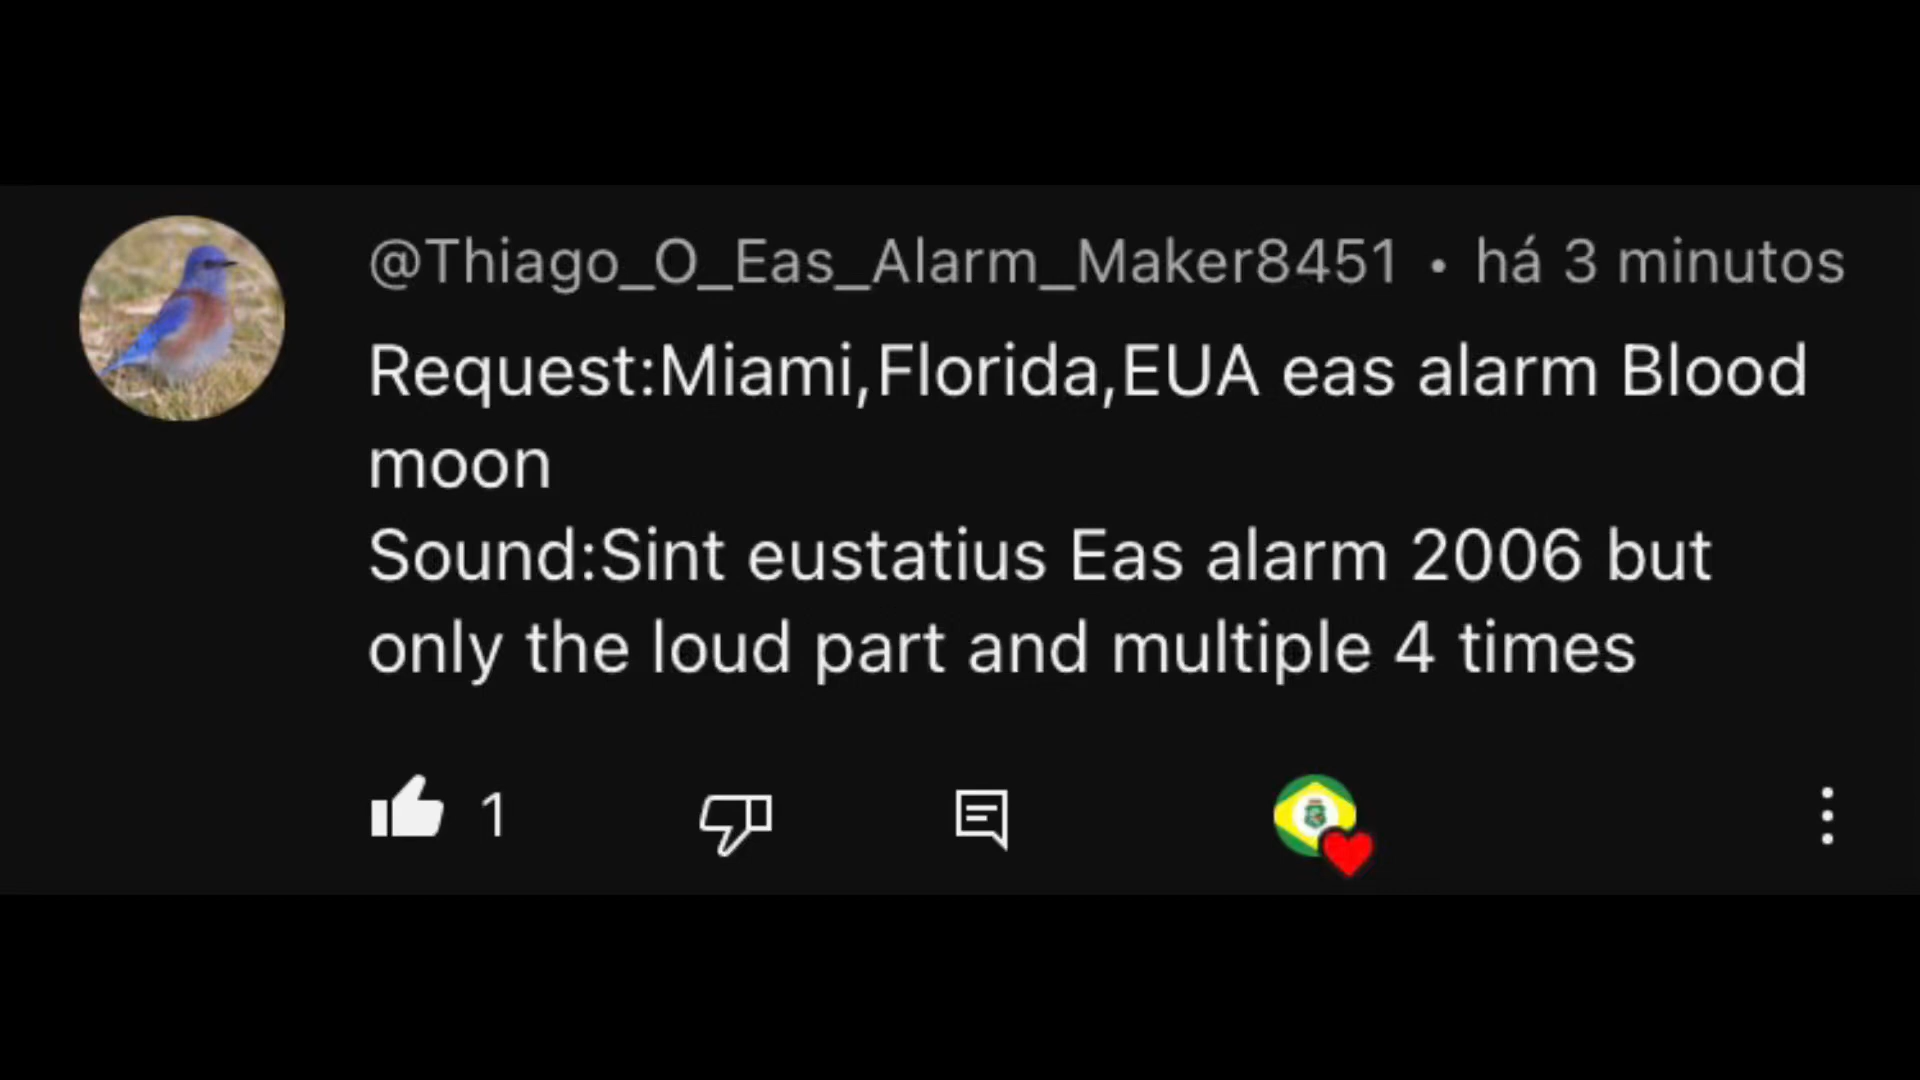 @Thiago_O_Eas_Alarm_Maker8451 • há 3 minutos
Request:Miami,Florida,EUA eas alarm Blood
moon
Sound:Sint eustatius Eas alarm 2006 but
only the loud part and multiple 4 times
1